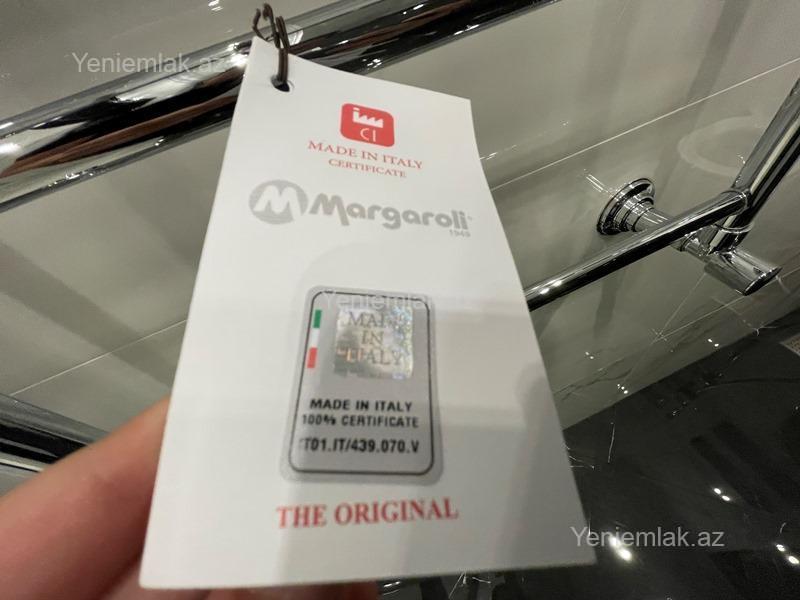 Yeniemlak.az
CI
MADE IN ITALY
CERTIFICATE
M Margaroli
1949
Yeniemlak.az
MADE
IN
ITALY
MADE IN ITALY
100% CERTIFICATE
IT01.IT/439.070.V
THE ORIGINAL
Yeniemlak.az